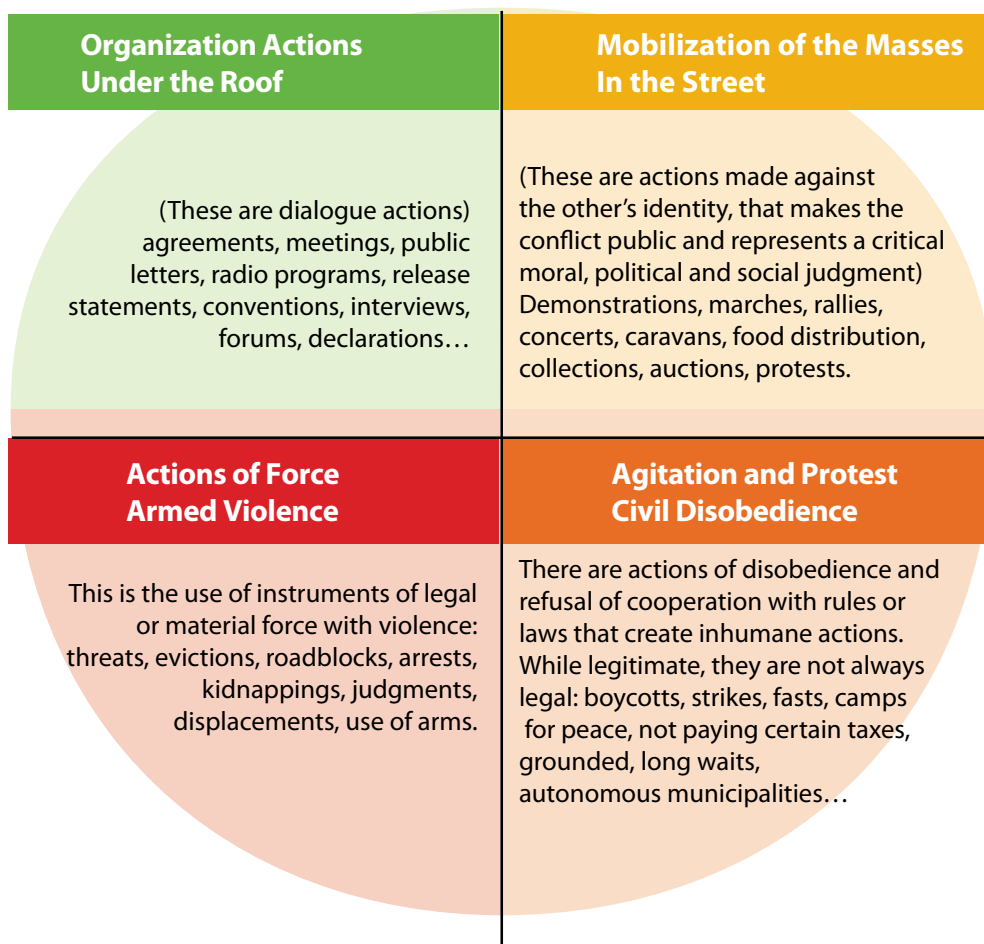 Organization Actions
Under the Roof
(These are dialogue actions)
agreements, meetings, public
letters, radio programs, release
statements, conventions, interviews,
forums, declarations…
Mobilization of the Masses
In the Street
(These are actions made against
the other’s identity, that makes the
conflict public and represents a critical
moral, political and social judgment)
Demonstrations, marches, rallies,
concerts, caravans, food distribution,
collections, auctions, protests.
Actions of Force
Armed Violence
This is the use of instruments of legal
or material force with violence:
threats, evictions, roadblocks, arrests,
kidnappings, judgments,
displacements, use of arms.
Agitation and Protest
Civil Disobedience
There are actions of disobedience and
refusal of cooperation with rules or
laws that create inhumane actions.
While legitimate, they are not always
legal: boycotts, strikes, fasts, camps
for peace, not paying certain taxes,
grounded, long waits,
autonomous municipalities…